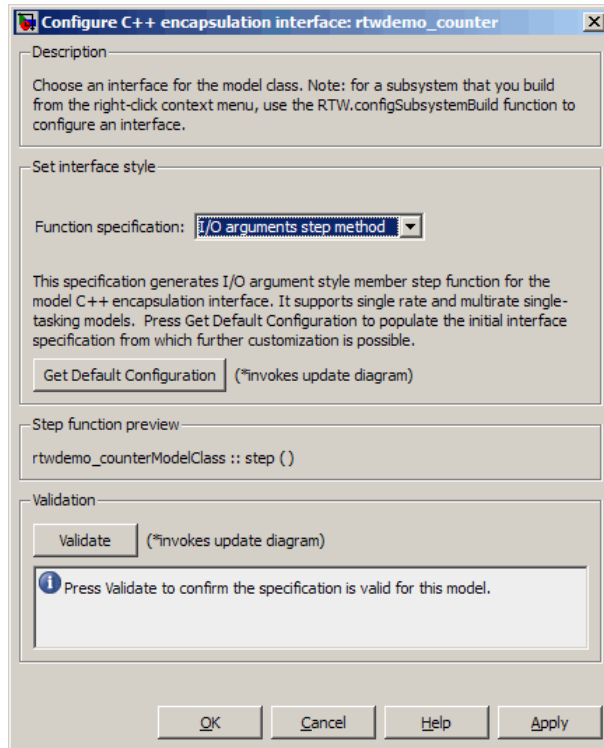 Configure C++ encapsulation interface: rtwdemo_counter
Description
Choose an interface for the model class. Note: for a subsystem that you build
from the right-click context menu, use the RTW.configSubsystemBuild function to
configure an interface.
Set interface style
Function specification: I/O arguments step method
This specification generates I/O argument style member step function for the
model C++ encapsulation interface. It supports single rate and multirate single-
tasking models. Press Get Default Configuration to populate the initial interface
specification from which further customization is possible.
Get Default Configuration (*invokes update diagram)
Step function preview
rtwdemo_counterModelClass :: step ( )
Validation
Validate (*invokes update diagram)
Press Validate to confirm the specification is valid for this model.
OK Cancel Help Apply